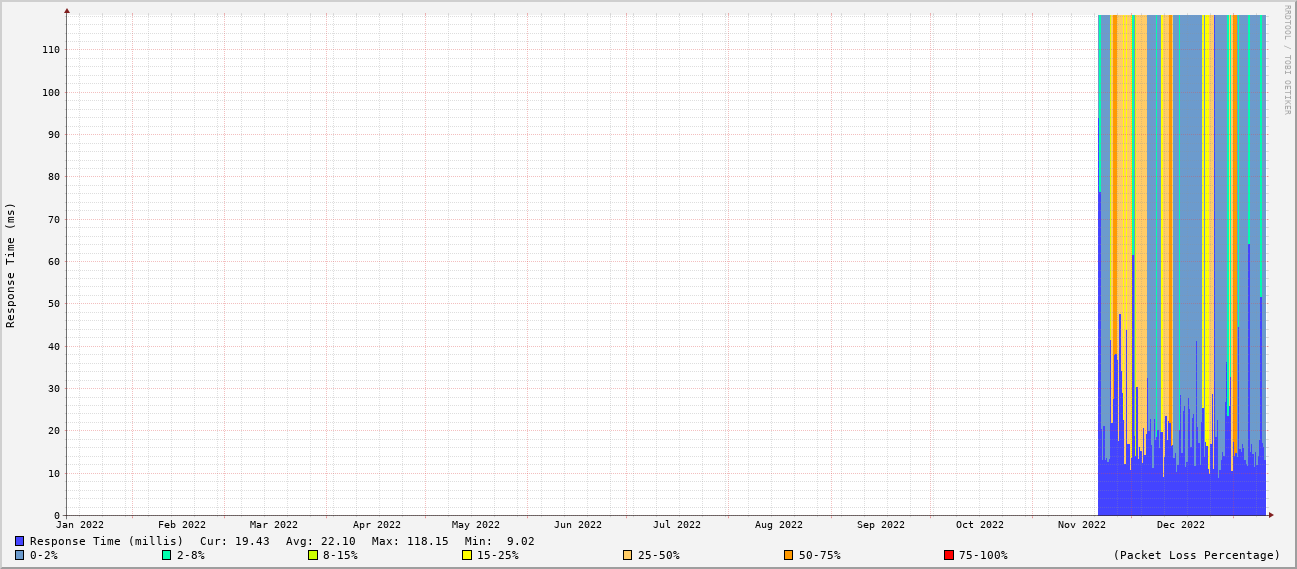 RRDTOOL / TOBI OETIKER
Response Time (ms)
110
100
90
80
70
60
50
40
30
20
10
0
Jan 2022 Feb 2022 Mar 2022 Apr 2022 May 2022 Jun 2022 Jul 2022 Aug 2022 Sep 2022 Oct 2022 Nov 2022 Dec 2022
Response Time (millis) Cur: 19.43 Avg: 22.10 Max: 118.15 Min: 9.02
0-2% 2-8% 8-15% 15-25% 25-50% 50-75% 75-100% (Packet Loss Percentage)